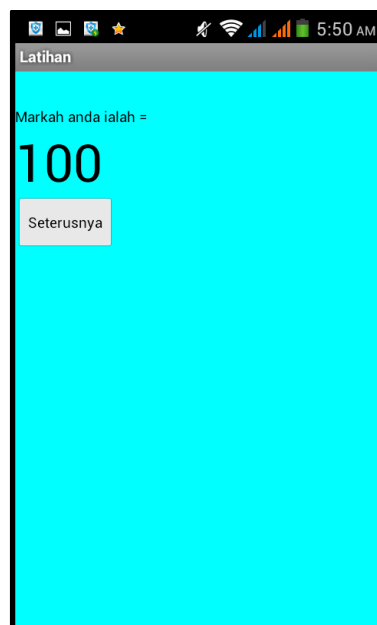 5:50 AM
Latihan
Markah anda ialah =
100
Seterusnya